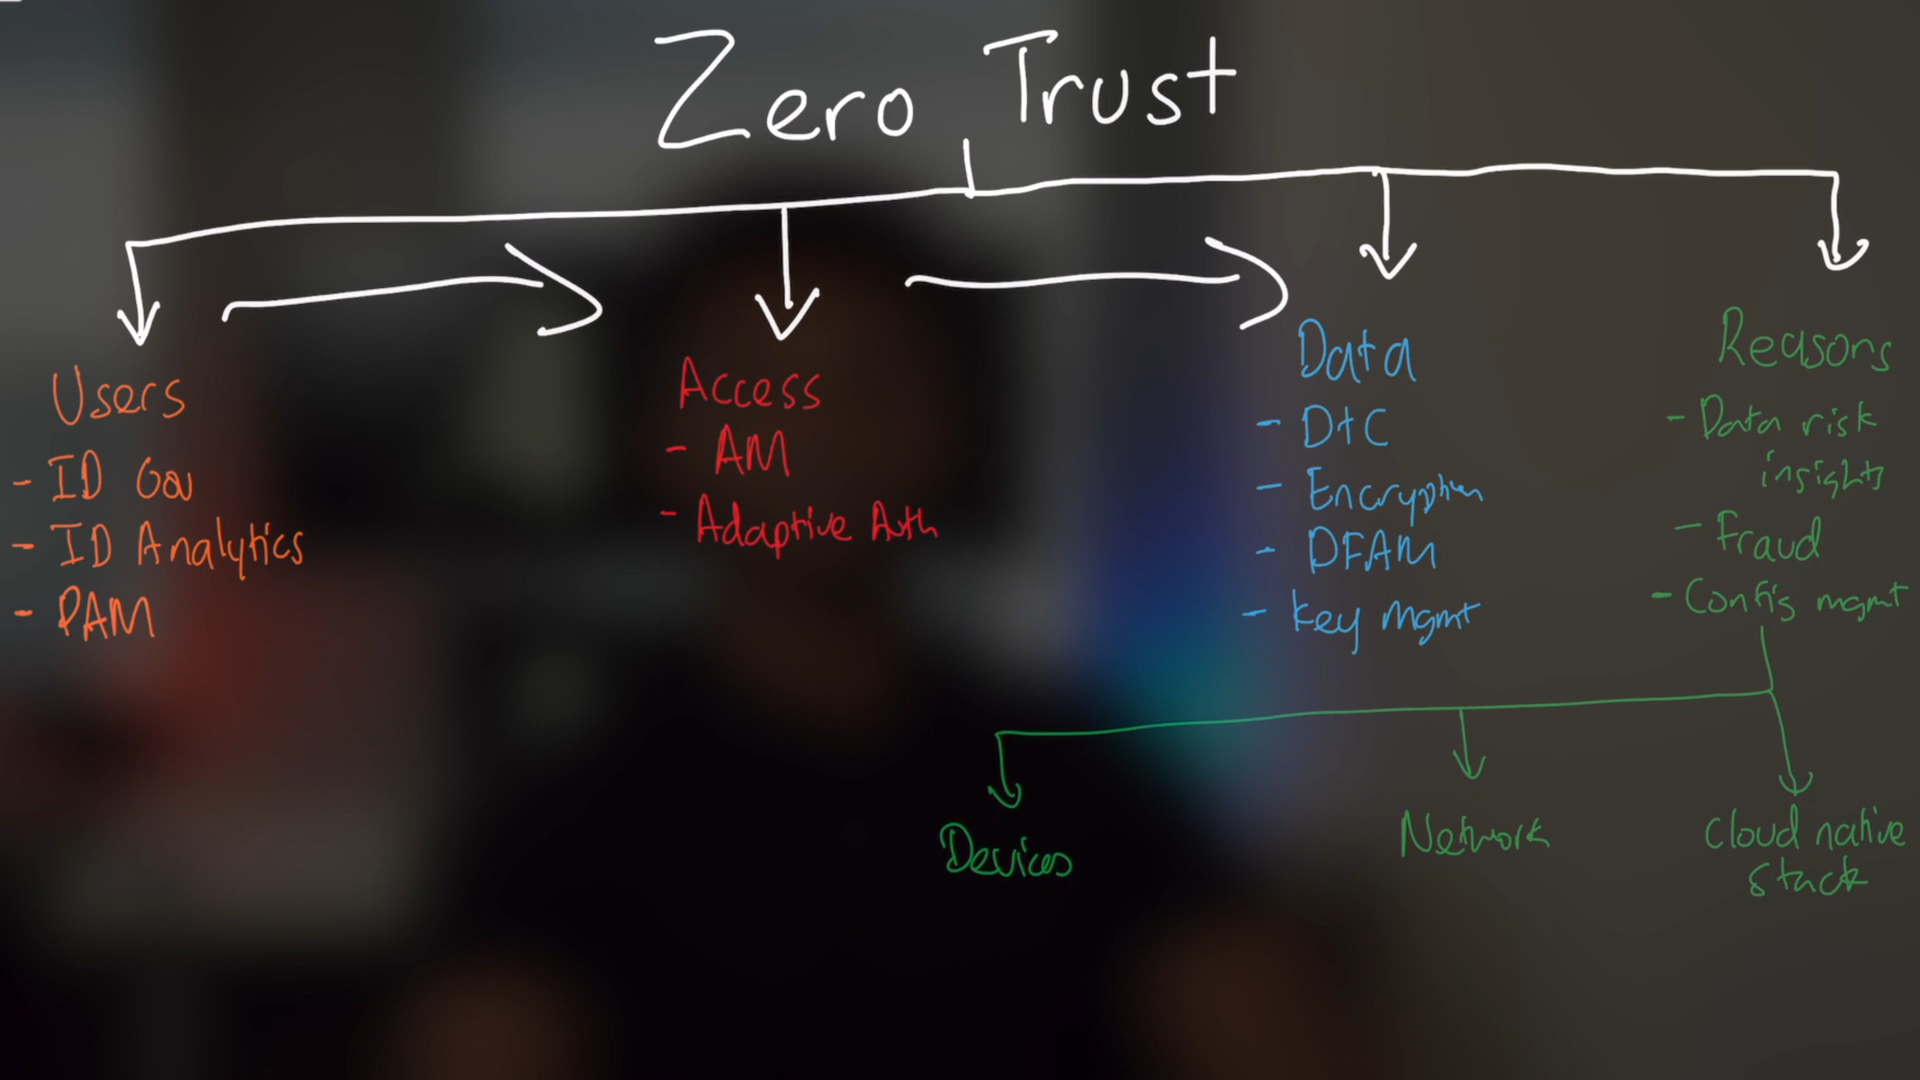 Zero Trust
Users
- ID Gov
- ID Analytics
- PAM
Access
- AM
- Adaptive Auth
Data
- D+C
- Encryption
- DFAM
- Key mgmt
Reasons
- Data risk
insights
- Fraud
- Config mgmt
Devices
Network
Cloud native
stack